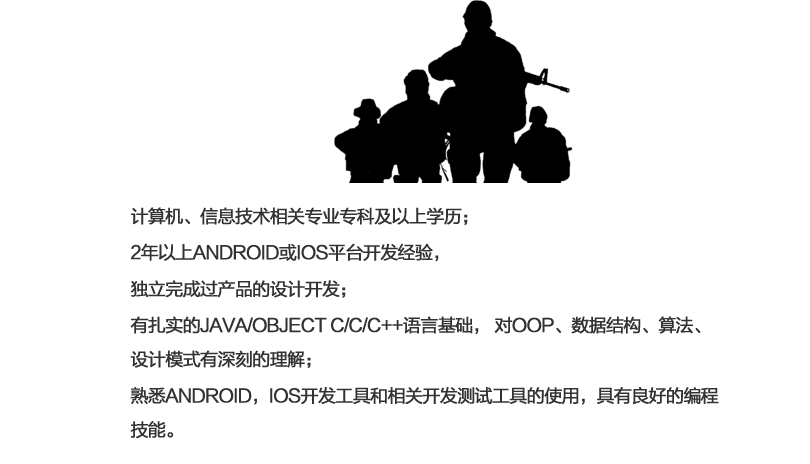 计算机、信息技术相关专业专科及以上学历；
2年以上ANDROID或IOS平台开发经验，
独立完成过产品的设计开发；
有扎实的JAVA/OBJECT C/C/C++语言基础， 对OOP、数据结构、算法、
设计模式有深刻的理解；
熟悉ANDROID，IOS开发工具和相关开发测试工具的使用，具有良好的编程
技能。